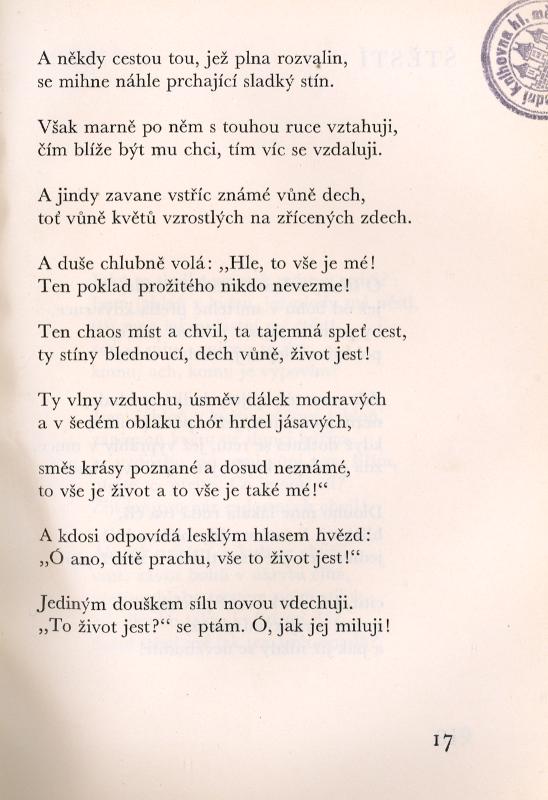 A někdy cestou tou, jež plna rozvalin,
se mihne náhle prchající sladký stín.
Však marně po něm s touhou ruce vztahuji,
čím blíže být mu chci, tím víc se vzdaluji.
A jindy zavane vstříc známé vůně dech,
toť vůně květů vzrostlých na zřícených zdech.
A duše chlubně volá: „Hle, to vše je mé!
Ten poklad prožitého nikdo nevezme!
Ten chaos míst a chvil, ta tajemná spleť cest,
ty stíny blednoucí, dech vůně, život jest!
Ty vlny vzduchu, úsměv dálek modravých
a v šedém oblaku chór hrdel jásavých,
směs krásy poznané a dosud neznámé,
to vše je život a to vše je také mé!“
A kdosi odpovídá lesklým hlasem hvězd:
„Ó ano, dítě prachu, vše to život jest!“
Jediným douškem sílu novou vdechuji.
„To život jest?“ se ptám. Ó, jak jej miluji!
17
knihovna hl.